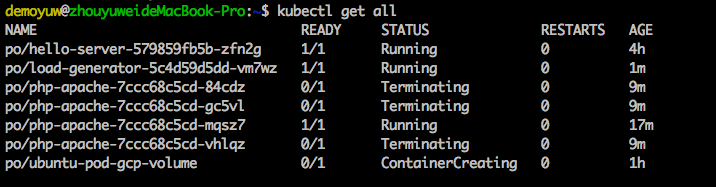 demoyuw@zhouyuweideMacBook-Pro:~$ kubectl get all
NAME READY STATUS RESTARTS AGE
po/hello-server-579859fb5b-zfn2g 1/1 Running 0 4h
po/load-generator-5c4d59d5dd-vm7wz 1/1 Running 0 1m
po/php-apache-7ccc68c5cd-84cdz 0/1 Terminating 0 9m
po/php-apache-7ccc68c5cd-gc5vl 0/1 Terminating 0 9m
po/php-apache-7ccc68c5cd-mqsz7 1/1 Running 0 17m
po/php-apache-7ccc68c5cd-vhlqz 0/1 Terminating 0 9m
po/ubuntu-pod-gcp-volume 0/1 ContainerCreating 0 1h